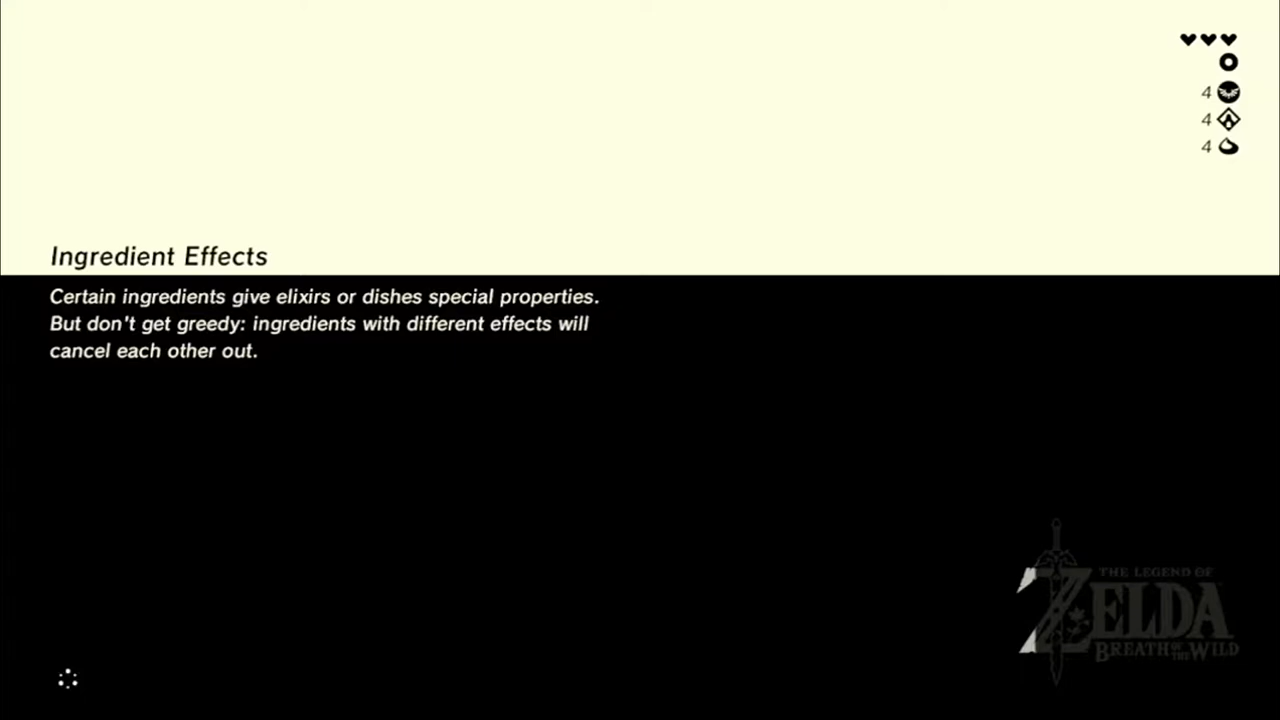 4
4
4
Ingredient Effects
Certain ingredients give elixirs or dishes special properties.
But don't get greedy: ingredients with different effects will
cancel each other out.
THE LEGEND OF
ZELDA
BREATH OF THE WILD